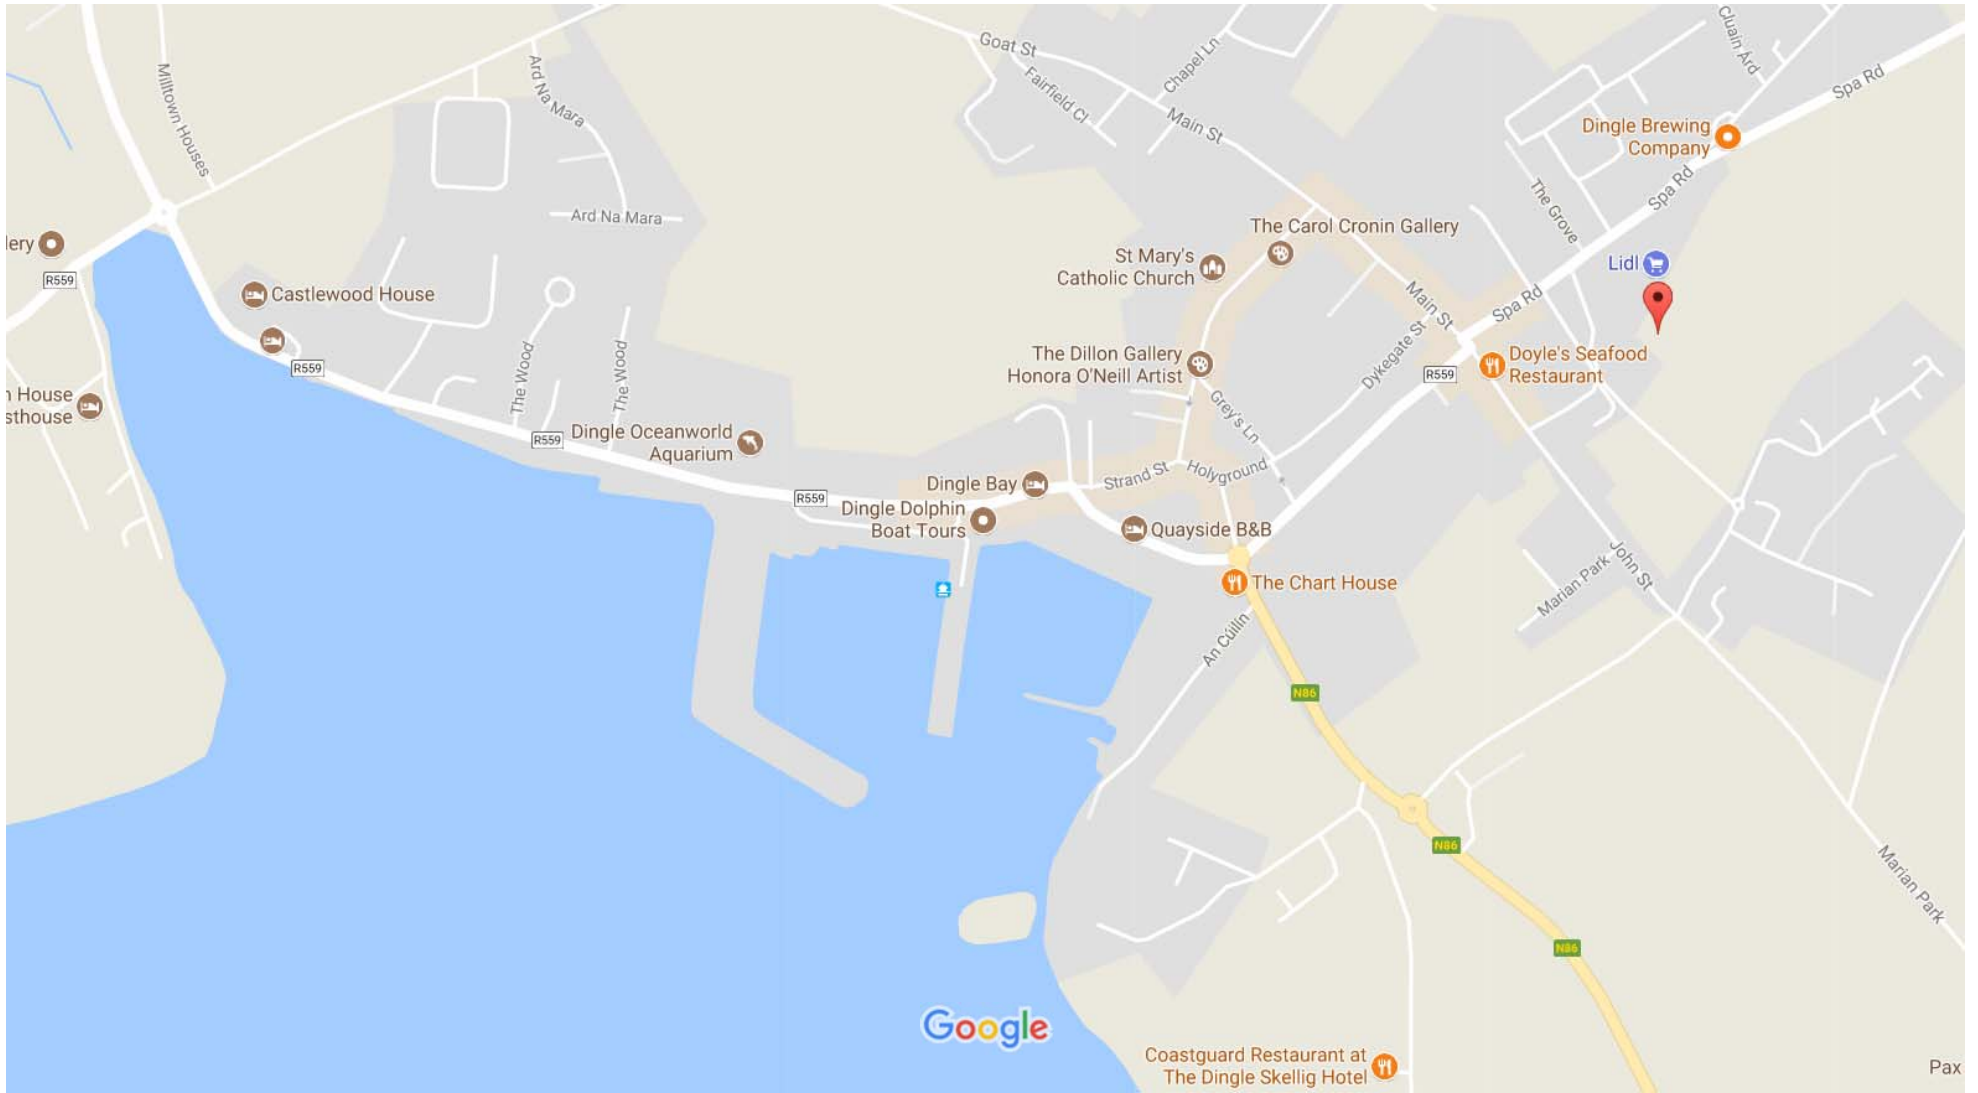 Goat St
Chapel Ln
Cluain Ard
Spa Rd
Milltown Houses
Ard Na Mara
Fairfield Cl
Main St
Dingle Brewing
Company
Spa Rd
The Grove
Ard Na Mara
The Carol Cronin Gallery
lery
R559
St Mary's
Catholic Church
Lidl
Castlewood House
Main St
Spa Rd
R559
The Wood
The Wood
The Dillon Gallery
Honora O'Neill Artist
Dykegate St
R559
Doyle's Seafood
Restaurant
n House
sthouse
Grey's Ln
R559
Dingle Oceanworld
Aquarium
Strand St
Holyground
Dingle Bay
R559
Dingle Dolphin
Boat Tours
Quayside B&B
The Chart House
Marian Park
John St
An Cúilín
N86
N86
Marian Park
N86
Google
Coastguard Restaurant at
The Dingle Skellig Hotel
Pax